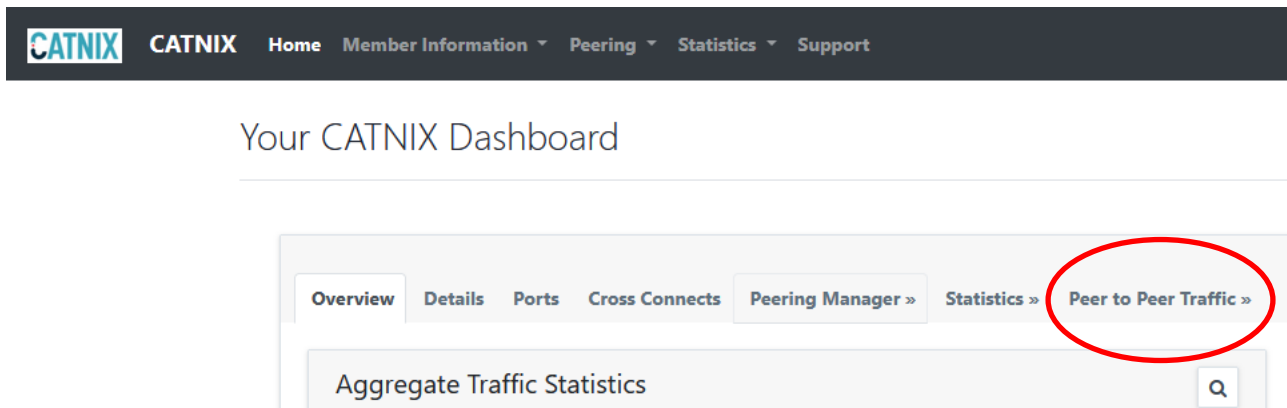 CATNIX CATNIX Home Member Information Peering Statistics Support
Your CATNIX Dashboard
Overview Details Ports Cross Connects Peering Manager » Statistics » Peer to Peer Traffic »
Aggregate Traffic Statistics